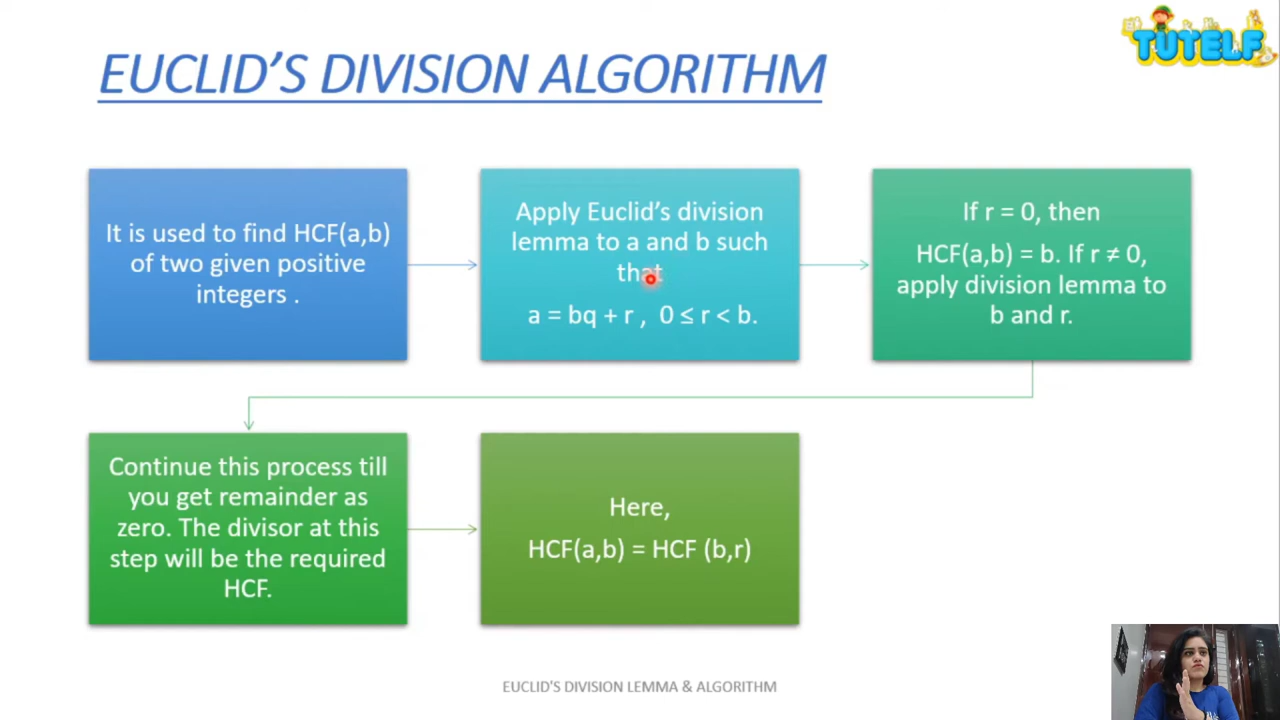 TUTELF
EUCLID'S DIVISION ALGORITHM
It is used to find HCF(a,b)
of two given positive
integers .
Apply Euclid's division
lemma to a and b such
that
a = bq + r ,  0 ≤ r < b.
If r = 0, then
HCF(a,b) = b. If r ≠ 0,
apply division lemma to
b and r.
Continue this process till
you get remainder as
zero. The divisor at this
step will be the required
HCF.
Here,
HCF(a,b) = HCF (b,r)
EUCLID'S DIVISION LEMMA & ALGORITHM